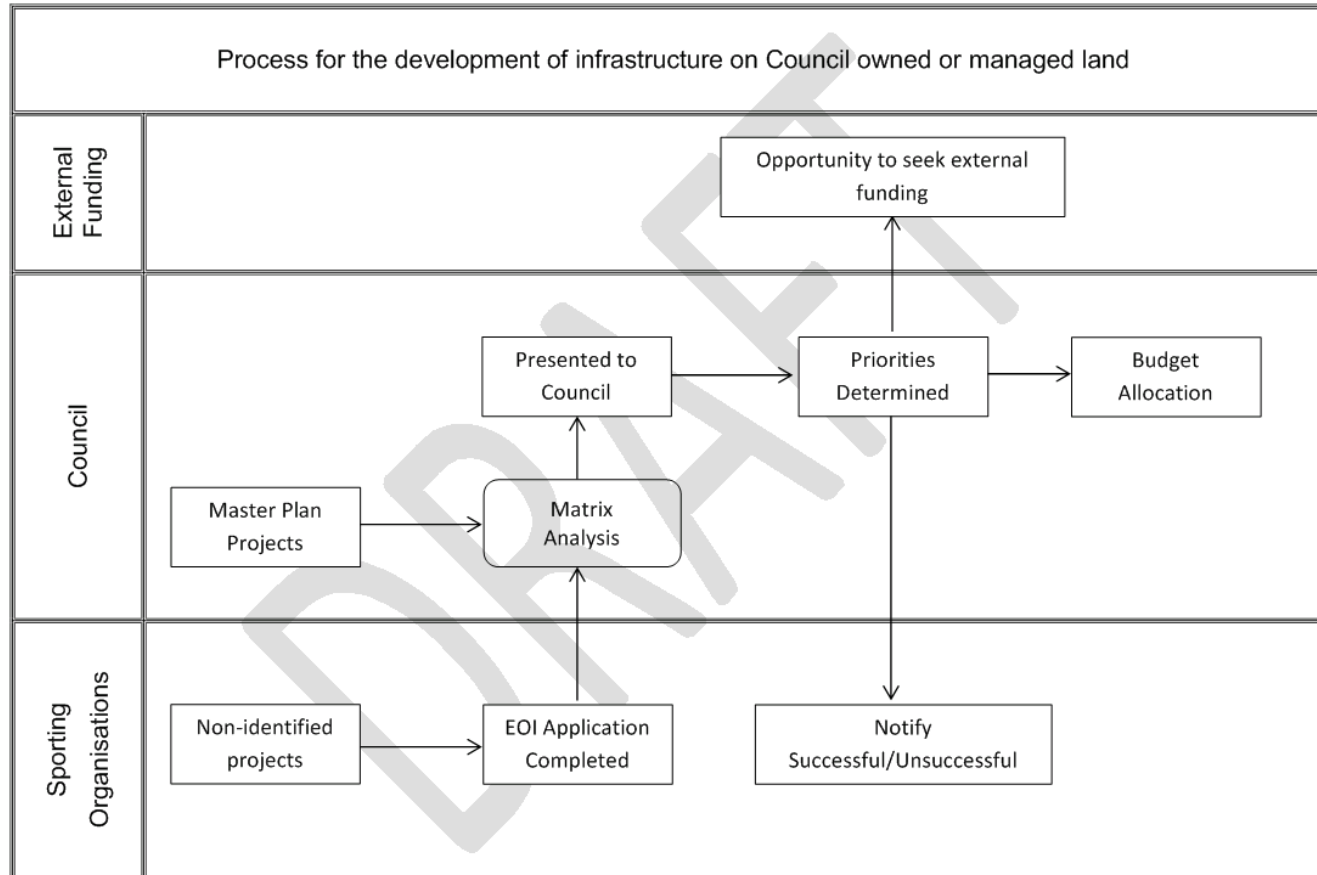 Process for the development of infrastructure on Council owned or managed land
External
Funding
Opportunity to seek external
funding
Council
Presented to
Council
Priorities
Determined
Budget
Allocation
Master Plan
Projects
Matrix
Analysis
Sporting
Organisations
Non-identified
projects
EOI Application
Completed
Notify
Successful/Unsuccessful
DRAFT